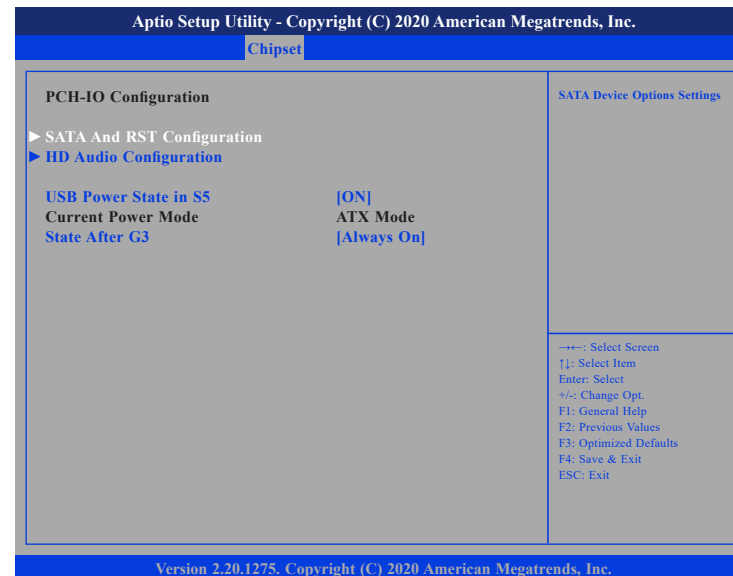 Aptio Setup Utility - Copyright (C) 2020 American Megatrends, Inc.
Chipset
PCH-IO Configuration
► SATA And RST Configuration
► HD Audio Configuration
USB Power State in S5 [ON]
Current Power Mode ATX Mode
State After G3 [Always On]
SATA Device Options Settings
→←: Select Screen
↑↓: Select Item
Enter: Select
+/-: Change Opt.
F1: General Help
F2: Previous Values
F3: Optimized Defaults
F4: Save & Exit
ESC: Exit
Version 2.20.1275. Copyright (C) 2020 American Megatrends, Inc.